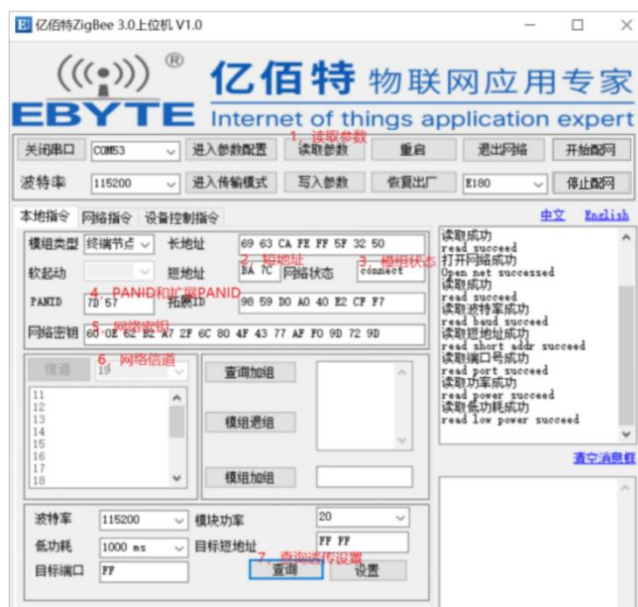 亿佰特ZigBee 3.0上位机 V1.0
((•)) ®
亿佰特 物联网应用专家
EBYTE Internet of things application expert
1、读取参数
关闭串口 COM53 进入参数配置 读取参数 重启 退出网络 开始配网
波特率 115200 进入传输模式 写入参数 恢复出厂 E180 停止配网
本地指令 网络指令 设备控制指令
中文 English
模组类型 终端节点 长地址 69 63 CA FE FF 5F 32 50
2、短地址 3、模组状态
软起动 短地址 BA 7C 网络状态 connect
4、PANID和扩展PANID
PANID 7D 57 拓展ID 98 59 D0 A0 40 E2 CF F7
5、网络密钥
网络密钥 60 0E 62 B2 A7 2F 6C 80 4F 43 77 AF F0 9D 72 9D
6、网络信道
信道 19
11
12
13
14
15
16
17
18
查询加组
模组退组
模组加组
读取成功
read succeed
打开网络成功
Open net successed
读取成功
read succeed
读取波特率成功
read baud succeed
读取短地址成功
read short addr succeed
读取端口号成功
read port succeed
读取功率成功
read power succeed
读取低功耗成功
read low power succeed
清空消息框
波特率 115200 模块功率 20
低功耗 1000 ms 目标短地址 FF FF
7、查询透传设置
目标端口 FF 查询 设置